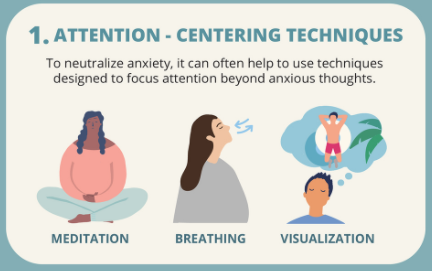 1. ATTENTION - CENTERING TECHNIQUES
To neutralize anxiety, it can often help to use techniques
designed to focus attention beyond anxious thoughts.
MEDITATION BREATHING VISUALIZATION